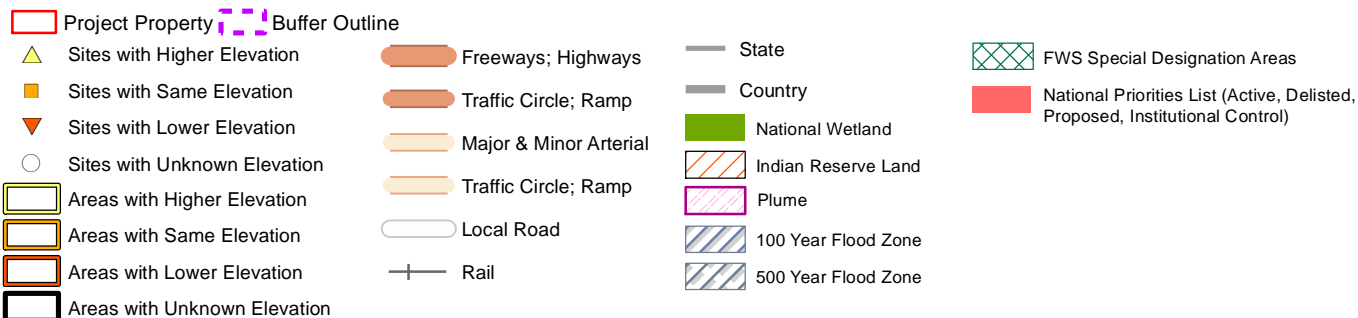 Project Property Buffer Outline
Sites with Higher Elevation
Sites with Same Elevation
Sites with Lower Elevation
Sites with Unknown Elevation
Areas with Higher Elevation
Areas with Same Elevation
Areas with Lower Elevation
Areas with Unknown Elevation
Freeways; Highways
Traffic Circle; Ramp
Major & Minor Arterial
Traffic Circle; Ramp
Local Road
Rail
State
Country
National Wetland
Indian Reserve Land
Plume
100 Year Flood Zone
500 Year Flood Zone
FWS Special Designation Areas
National Priorities List (Active, Delisted,
Proposed, Institutional Control)